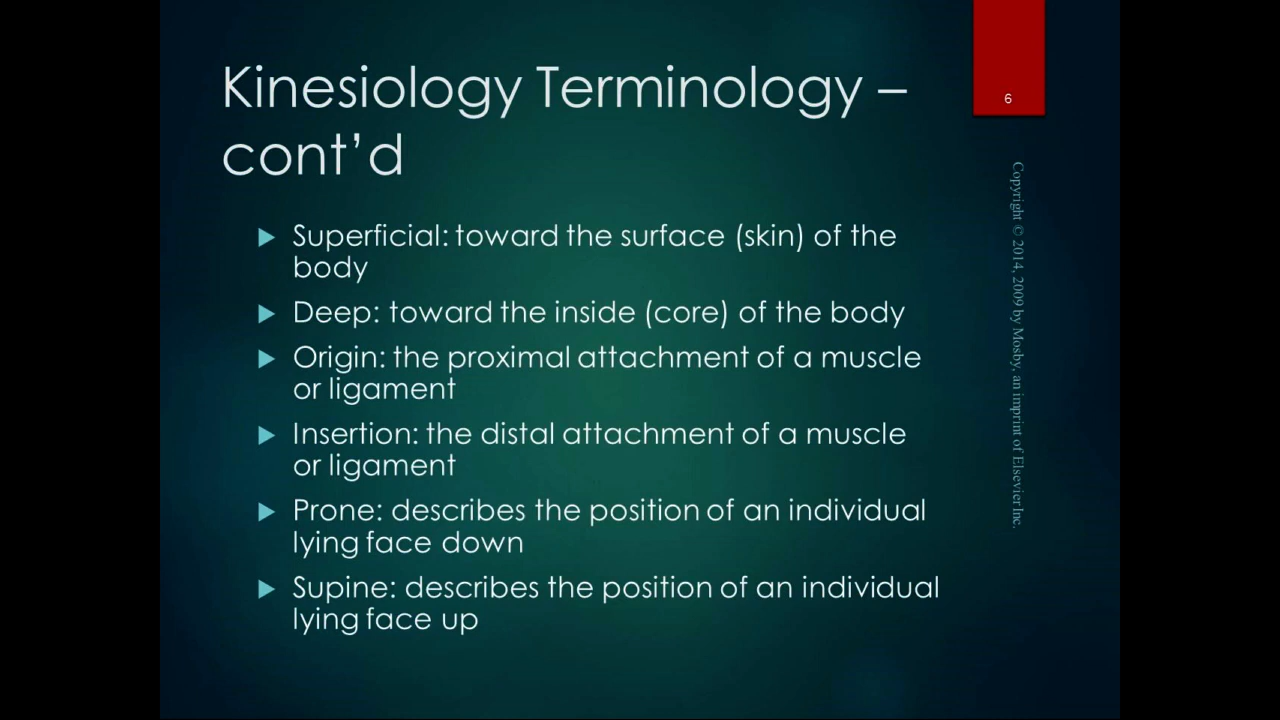 Kinesiology Terminology –
cont’d
6
Superficial: toward the surface (skin) of the
body
Deep: toward the inside (core) of the body
Origin: the proximal attachment of a muscle
or ligament
Insertion: the distal attachment of a muscle
or ligament
Prone: describes the position of an individual
lying face down
Supine: describes the position of an individual
lying face up
Copyright © 2014, 2009 by Mosby, an imprint of Elsevier Inc.